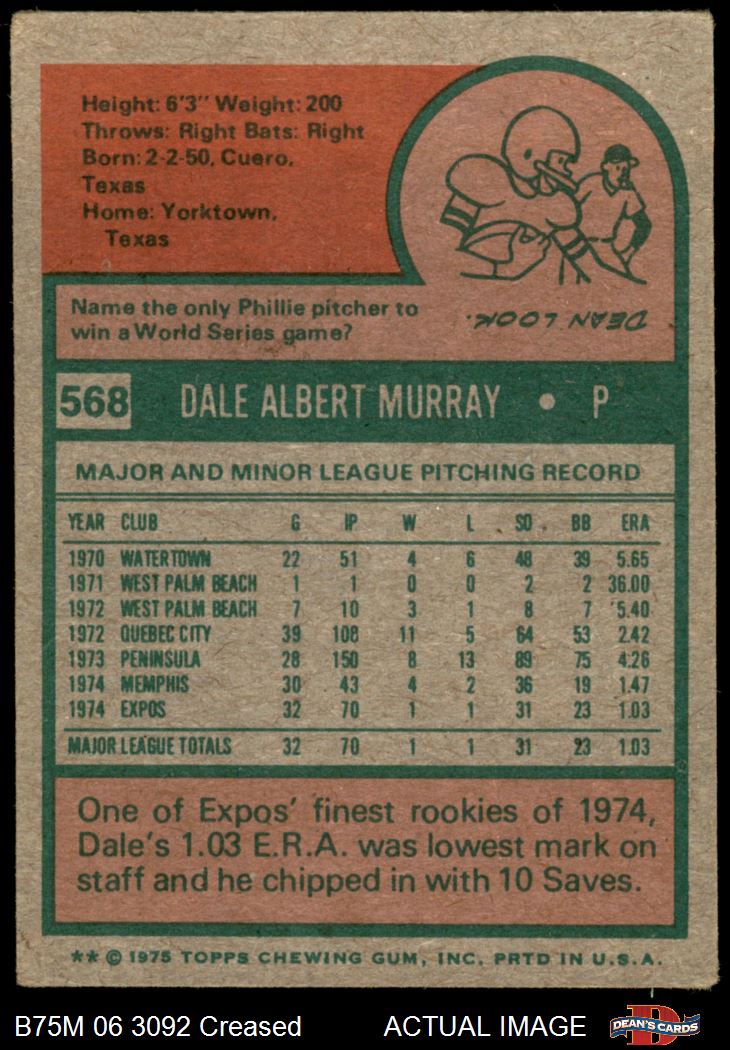 Height: 6'3" Weight: 200
Throws: Right Bats: Right
Born: 2-2-50, Cuero,
Texas
Home: Yorktown,
Texas
Name the only Phillie pitcher to
win a World Series game?
DEAN LOOK.
568 DALE ALBERT MURRAY • P
MAJOR AND MINOR LEAGUE PITCHING RECORD
YEAR CLUB G IP W L SO BB ERA
1970 WATERTOWN 22 51 4 6 48 39 5.65
1971 WEST PALM BEACH 1 1 0 0 2 2 36.00
1972 WEST PALM BEACH 7 10 3 1 8 7 5.40
1972 QUEBEC CITY 39 108 11 5 64 53 2.42
1973 PENINSULA 28 150 8 13 89 75 4.26
1974 MEMPHIS 30 43 4 2 36 19 1.47
1974 EXPOS 32 70 1 1 31 23 1.03
MAJOR LEAGUE TOTALS 32 70 1 1 31 23 1.03
One of Expos' finest rookies of 1974,
Dale's 1.03 E.R.A. was lowest mark on
staff and he chipped in with 10 Saves.
** © 1975 TOPPS CHEWING GUM, INC. PRTD IN U.S.A.
B75M 06 3092 Creased ACTUAL IMAGE
D
DEAN'S CARDS